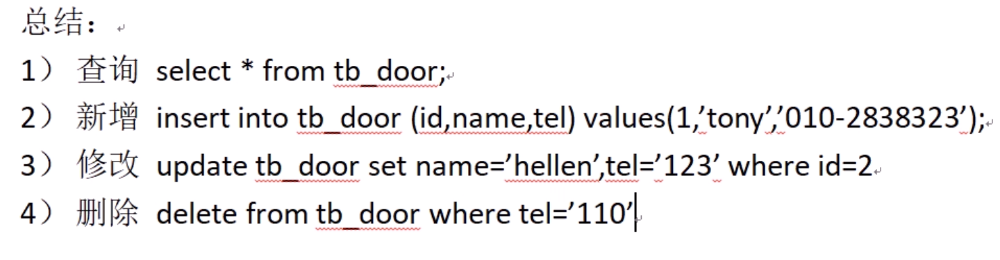 总结：
1） 查询 select * from tb_door;
2） 新增 insert into tb_door (id,name,tel) values(1,’tony’,’010-2838323’);
3） 修改 update tb_door set name=’hellen’,tel=’123’ where id=2
4） 删除 delete from tb_door where tel=’110’